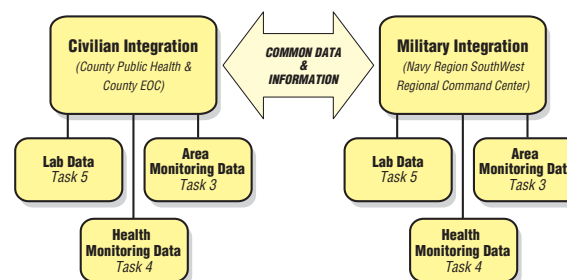 Civilian Integration
(County Public Health &
County EOC)
COMMON DATA
&
INFORMATION
Military Integration
(Navy Region SouthWest
Regional Command Center)
Lab Data
Task 5
Area
Monitoring Data
Task 3
Health
Monitoring Data
Task 4
Lab Data
Task 5
Area
Monitoring Data
Task 3
Health
Monitoring Data
Task 4